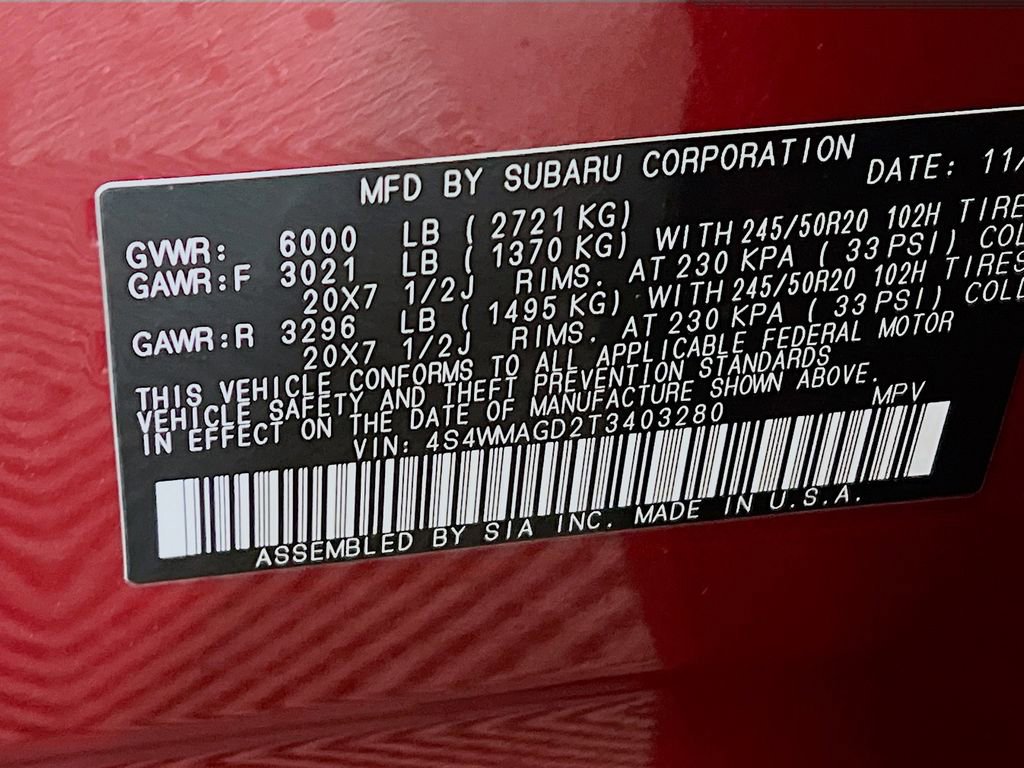 MFD BY SUBARU CORPORATION DATE: 11/
GVWR: 6000 LB ( 2721 KG)
GAWR:F 3021 LB ( 1370 KG) WITH 245/50R20 102H TIRE
20X7 1/2J RIMS. AT 230 KPA ( 33 PSI) COL
GAWR:R 3296 LB ( 1495 KG) WITH 245/50R20 102H TIRES
20X7 1/2J RIMS. AT 230 KPA ( 33 PSI) COLD
THIS VEHICLE CONFORMS TO ALL APPLICABLE FEDERAL MOTOR
VEHICLE SAFETY AND THEFT PREVENTION STANDARDS
IN EFFECT ON THE DATE OF MANUFACTURE SHOWN ABOVE.
VIN: 4S4WMAGD2T3403280 MPV
ASSEMBLED BY SIA INC. MADE IN U.S.A.